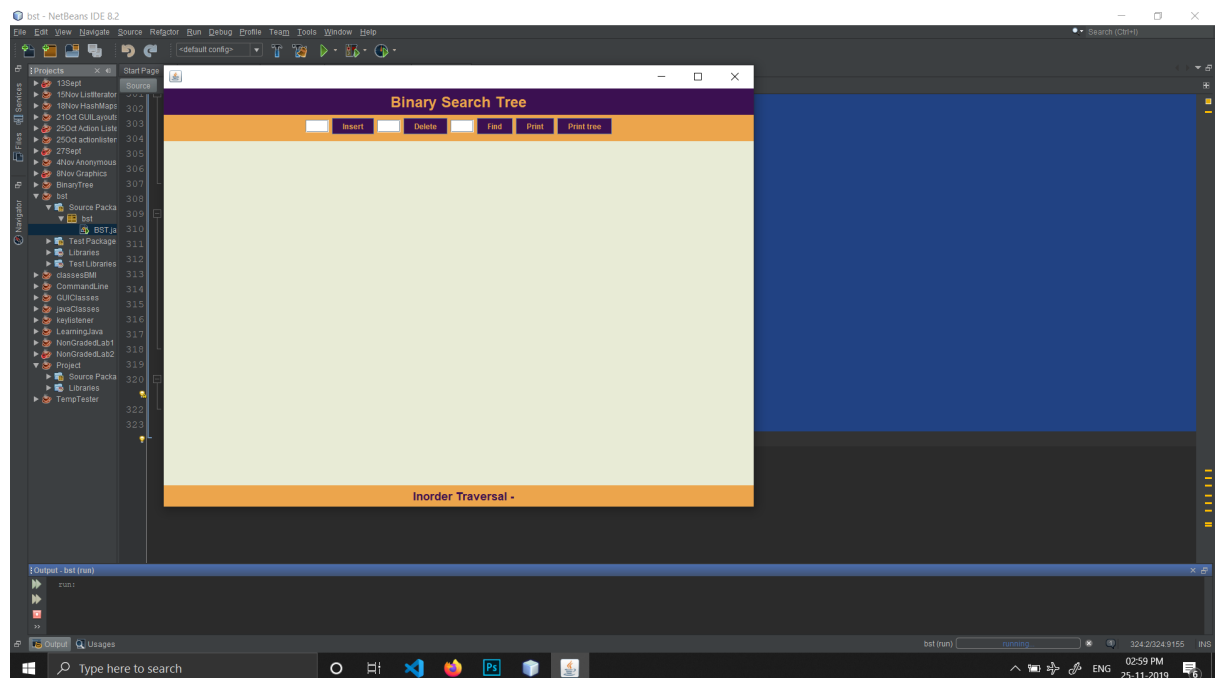 bst - NetBeans IDE 8.2
File Edit View Navigate Source Refactor Run Debug Profile Team Tools Window Help
Search (Ctrl+I)
<default config>
Projects
Start Page
Source
Services
Files
Navigator
13Sept
15Nov ListIterator
18Nov HashMaps
21Oct GUILayouts
25Oct Action Liste
25Oct actionlister
27Sept
4Nov Anonymous
8Nov Graphics
BinaryTree
bst
Source Packa
bst
BST.ja
Test Package
Libraries
Test Libraries
classesBMI
CommandLine
GUIClasses
javaClasses
keylistener
LearningJava
NonGradedLab1
NonGradedLab2
Project
Source Packa
Libraries
TempTester
301
302
303
304
305
306
307
308
309
310
311
312
313
314
315
316
317
318
319
320
322
323
Binary Search Tree
Insert Delete Find Print Print tree
Inorder Traversal -
Output - bst (run)
run:
Output Usages
bst (run) running... 324:2/324:9155 INS
Type here to search
Ps
ENG
02:59 PM
25-11-2019
6